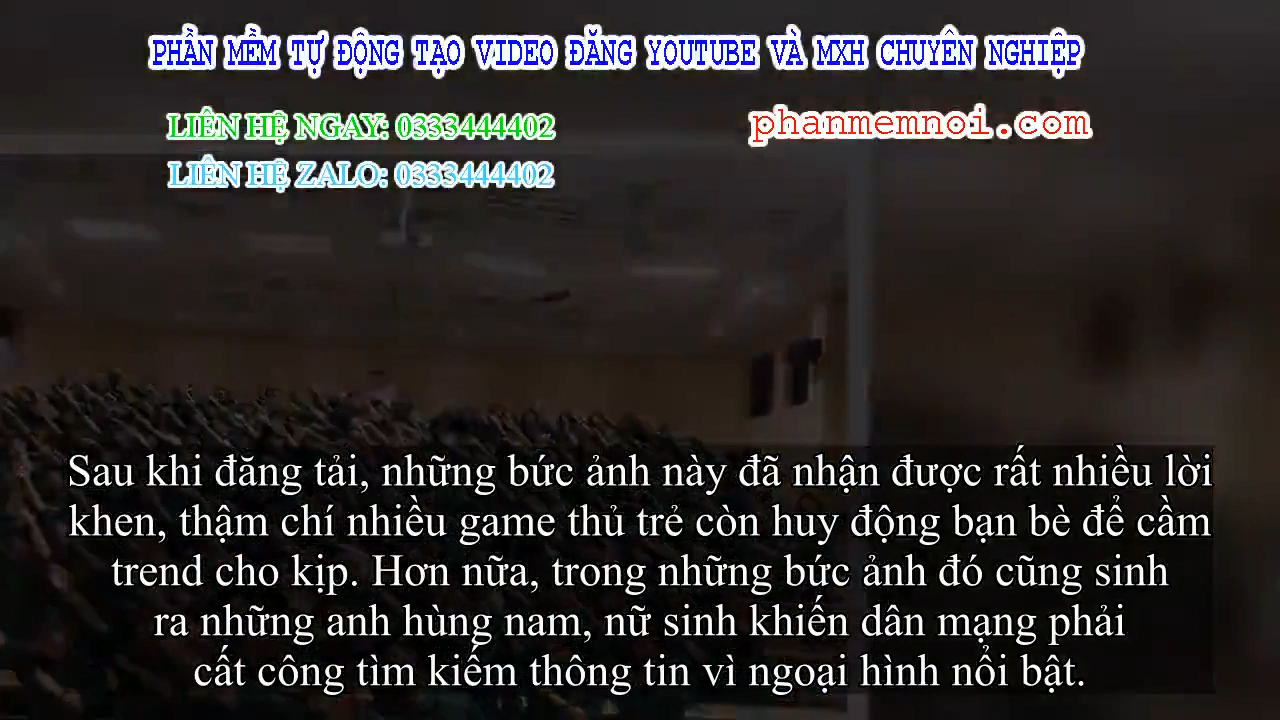 PHẦN MỀM TỰ ĐỘNG TẠO VIDEO ĐĂNG YOUTUBE VÀ MXH CHUYÊN NGHIỆP
LIÊN HỆ NGAY: 0333444402
phanmemnoi.com
LIÊN HỆ ZALO: 0333444402
Sau khi đăng tải, những bức ảnh này đã nhận được rất nhiều lời
khen, thậm chí nhiều game thủ trẻ còn huy động bạn bè để cầm
trend cho kịp. Hơn nữa, trong những bức ảnh đó cũng sinh
ra những anh hùng nam, nữ sinh khiến dân mạng phải
cất công tìm kiếm thông tin vì ngoại hình nổi bật.